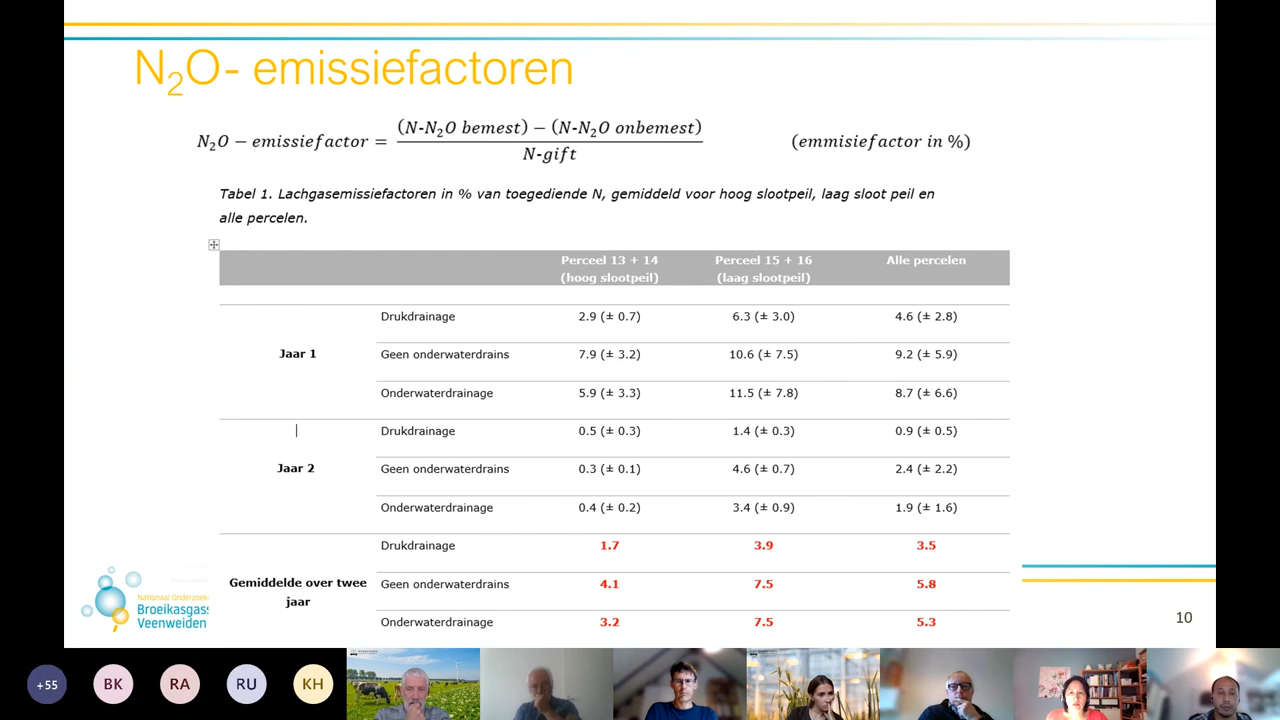 N2O- emissiefactoren
N2O − emissiefactor = (N-N2O bemest) − (N-N2O onbemest) / N-gift (emmisiefactor in %)
Tabel 1. Lachgasemissiefactoren in % van toegediende N, gemiddeld voor hoog slootpeil, laag sloot peil en
alle percelen.
Perceel 13 + 14 Perceel 15 + 16 Alle percelen
(hoog slootpeil) (laag slootpeil)
Drukdrainage 2.9 (± 0.7) 6.3 (± 3.0) 4.6 (± 2.8)
Jaar 1 Geen onderwaterdrains 7.9 (± 3.2) 10.6 (± 7.5) 9.2 (± 5.9)
Onderwaterdrainage 5.9 (± 3.3) 11.5 (± 7.8) 8.7 (± 6.6)
Drukdrainage 0.5 (± 0.3) 1.4 (± 0.3) 0.9 (± 0.5)
Jaar 2 Geen onderwaterdrains 0.3 (± 0.1) 4.6 (± 0.7) 2.4 (± 2.2)
Onderwaterdrainage 0.4 (± 0.2) 3.4 (± 0.9) 1.9 (± 1.6)
Drukdrainage 1.7 3.9 3.5
Gemiddelde over twee Geen onderwaterdrains 4.1 7.5 5.8
jaar
Onderwaterdrainage 3.2 7.5 5.3
Nationaal Onderzoek
Broeikasgass
Veenweiden
10
+55 BK RA RU KH